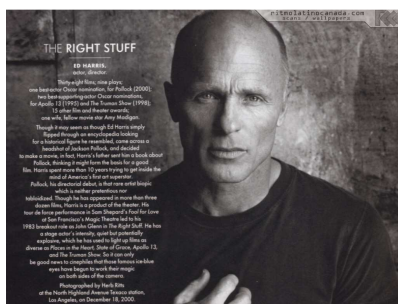 ritmolatinocanada.com
scans / wallpapers
THE RIGHT STUFF
ED HARRIS,
actor, director.
Thirty-eight films; nine plays;
one best-actor Oscar nomination, for Pollock (2000);
two best-supporting-actor Oscar nominations,
for Apollo 13 (1995) and The Truman Show (1998);
15 other film and theater awards;
one wife, fellow movie star Amy Madigan.
Though it may seem as though Ed Harris simply
flipped through an encyclopedia looking
for a historical figure he resembled, came across a
headshot of Jackson Pollock, and decided
to make a movie, in fact, Harris's father sent him a book about
Pollock, thinking it might form the basis for a good
film. Harris spent more than 10 years trying to get inside the
mind of America's first art superstar.
Pollock, his directorial debut, is that rare artist biopic
which is neither pretentious nor
tabloidized. Though he has appeared in more than three
dozen films, Harris is a product of the theater. His
tour de force performance in Sam Shepard's Fool for Love
at San Francisco's Magic Theatre led to his
1983 breakout role as John Glenn in The Right Stuff. He has
a stage actor's intensity, quiet but potentially
explosive, which he has used to light up films as
diverse as Places in the Heart, State of Grace, Apollo 13,
and The Truman Show. So it can only
be good news to cinephiles that those famous ice-blue
eyes have begun to work their magic
on both sides of the camera.
Photographed by Herb Ritts
at the North Highland Avenue Texaco station,
Los Angeles, on December 18, 2000.